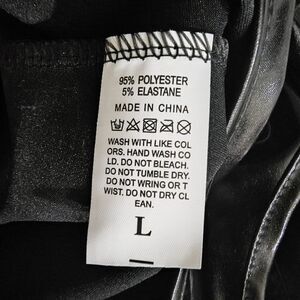 95% POLYESTER
5% ELASTANE
MADE IN CHINA
WASH WITH LIKE COL
ORS. HAND WASH CO
LD. DO NOT BLEACH.
DO NOT TUMBLE DRY.
DO NOT WRING OR T
WIST. DO NOT DRY CL
EAN.
L